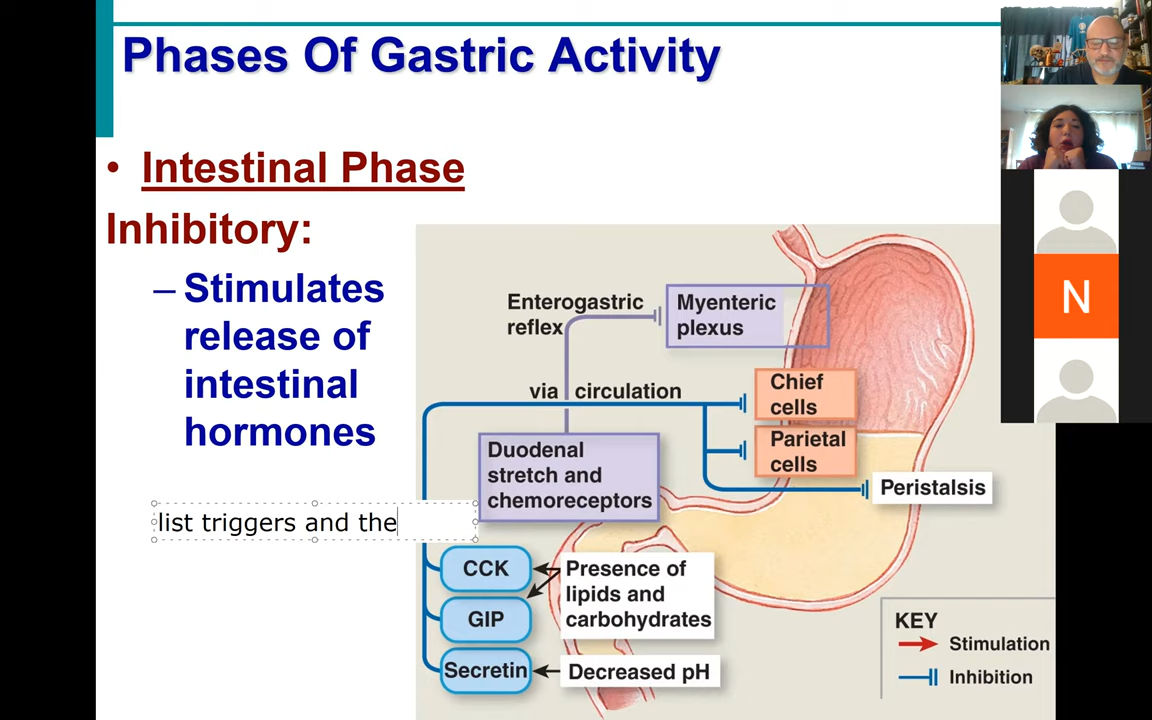 Phases Of Gastric Activity
• Intestinal Phase
Inhibitory:
– Stimulates
release of
intestinal
hormones
list triggers and the
Enterogastric
reflex
Myenteric
plexus
via circulation
Chief
cells
Duodenal
stretch and
chemoreceptors
Parietal
cells
Peristalsis
CCK
GIP
Secretin
Presence of
lipids and
carbohydrates
Decreased pH
KEY
Stimulation
Inhibition
N